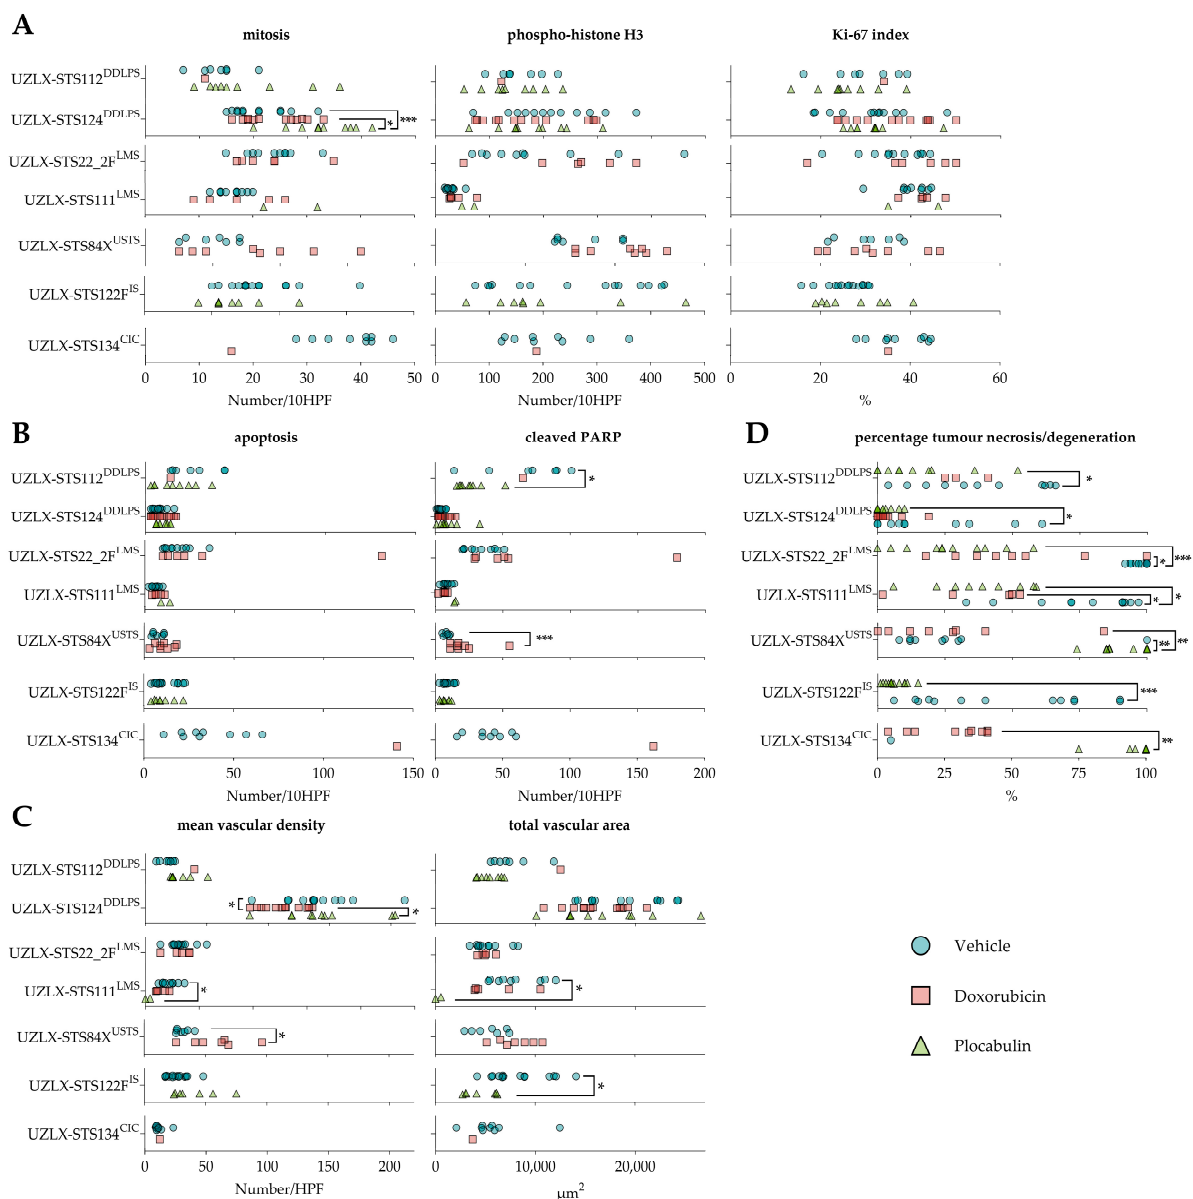 A
mitosis phospho-histone H3 Ki-67 index
UZLX-STS112DDLPS
UZLX-STS124DDLPS
***
*
UZLX-STS22_2FLMS
UZLX-STS111LMS
UZLX-STS84XUSTS
UZLX-STS122FIS
UZLX-STS134CIC
0 10 20 30 40 50 0 100 200 300 400 500 0 20 40 60
Number/10HPF Number/10HPF %
B
apoptosis cleaved PARP
UZLX-STS112DDLPS
*
UZLX-STS124DDLPS
UZLX-STS22_2FLMS
UZLX-STS111LMS
UZLX-STS84XUSTS
***
UZLX-STS122FIS
UZLX-STS134CIC
0 50 100 150 0 50 100 150 200
Number/10HPF Number/10HPF
D
percentage tumour necrosis/degeneration
UZLX-STS112DDLPS
*
UZLX-STS124DDLPS
*
UZLX-STS22_2FLMS
* ***
UZLX-STS111LMS
* *
UZLX-STS84XUSTS
** **
UZLX-STS122FIS
***
UZLX-STS134CIC
**
0 25 50 75 100
%
C
mean vascular density total vascular area
UZLX-STS112DDLPS
UZLX-STS124DDLPS
* *
UZLX-STS22_2FLMS
UZLX-STS111LMS
* *
UZLX-STS84XUSTS
*
UZLX-STS122FIS
*
UZLX-STS134CIC
0 50 100 150 200 0 10,000 20,000
Number/HPF µm2
Vehicle
Doxorubicin
Plocabulin